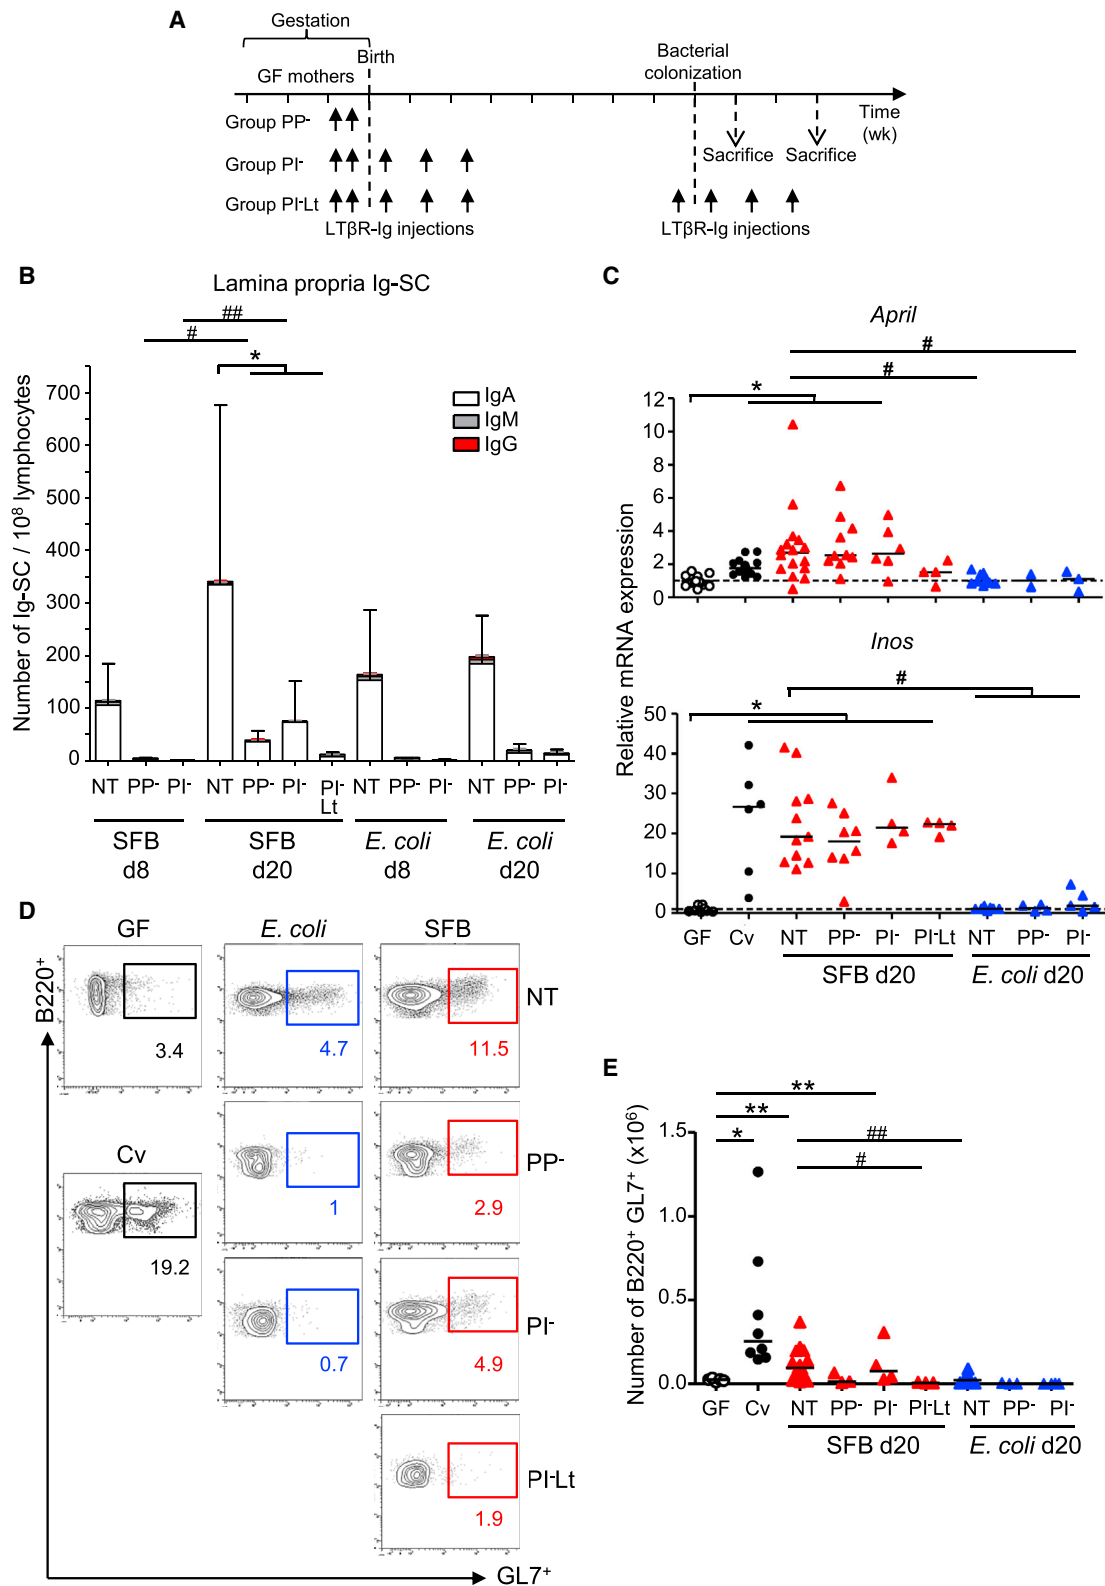 A
Gestation
Birth
GF mothers
Bacterial
colonization
Time
(wk)
Group PP-
Group PI-
Group PI-Lt
Sacrifice Sacrifice
LTβR-Ig injections LTβR-Ig injections
B
Lamina propria Ig-SC
##
#
*
Number of Ig-SC / 10⁸ lymphocytes
700
600
500
400
300
200
100
0
IgA
IgM
IgG
NT PP- PI- NT PP- PI- PI-Lt NT PP- PI- NT PP- PI-
SFB d8
SFB d20
E. coli d8
E. coli d20
C
April
#
#
*
12
10
8
6
4
2
0
Relative mRNA expression
Inos
#
*
50
40
30
20
10
0
GF Cv NT PP- PI- PI-Lt NT PP- PI-
SFB d20 E. coli d20
D
GF E. coli SFB
B220+
3.4
4.7
11.5
NT
Cv
19.2
1
2.9
PP-
0.7
4.9
PI-
1.9
PI-Lt
GL7+
E
**
**
*
##
#
Number of B220+ GL7+ (x10⁶)
1.5
1.0
0.5
0.0
GF Cv NT PP- PI- PI-Lt NT PP- PI-
SFB d20 E. coli d20